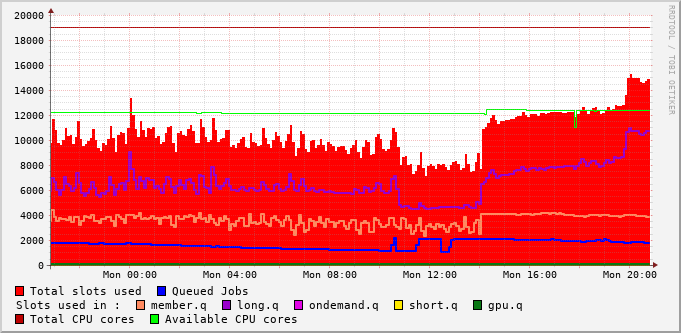 20000
18000
16000
14000
12000
10000
8000
6000
4000
2000
0
Mon 00:00 Mon 04:00 Mon 08:00 Mon 12:00 Mon 16:00 Mon 20:00
RRDTOOL / TOBI OETIKER
Total slots used Queued Jobs
Slots used in : member.q long.q ondemand.q short.q gpu.q
Total CPU cores Available CPU cores